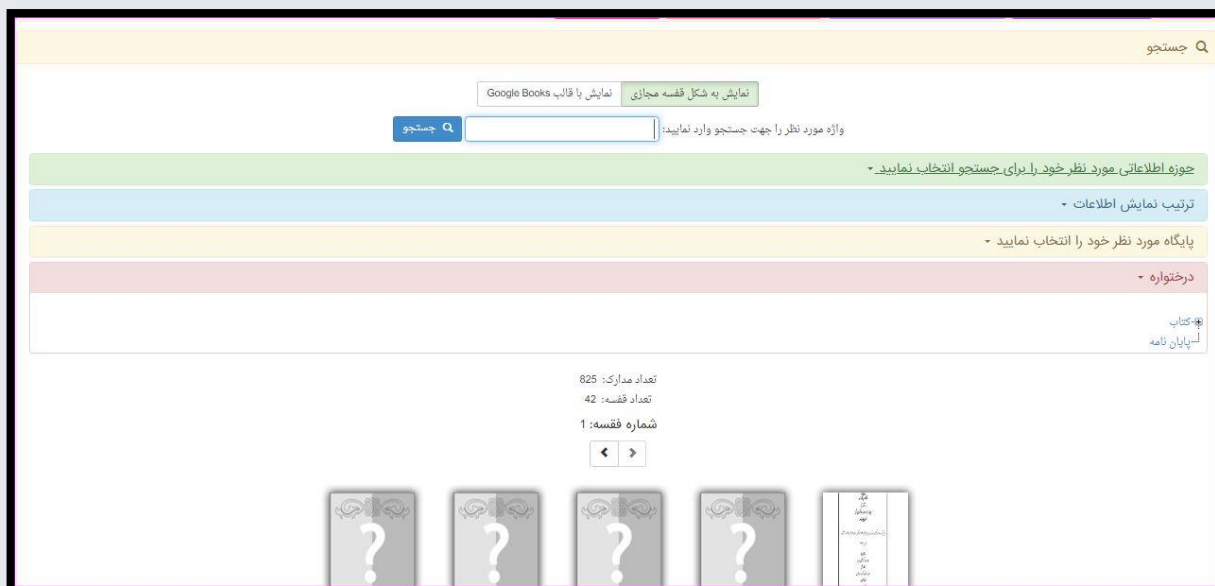 جستجو
نمایش به شکل قفسه مجازی نمایش با قالب Google Books
واژه مورد نظر را جهت جستجو وارد نمایید: جستجو
حوزه اطلاعاتی مورد نظر خود را برای جستجو انتخاب نمایید
ترتیب نمایش اطلاعات
پایگاه مورد نظر خود را انتخاب نمایید
درختواره
کتاب
پایان نامه
تعداد مدارک: 825
تعداد قفسه: 42
شماره فقسه: 1
? ? ? ?